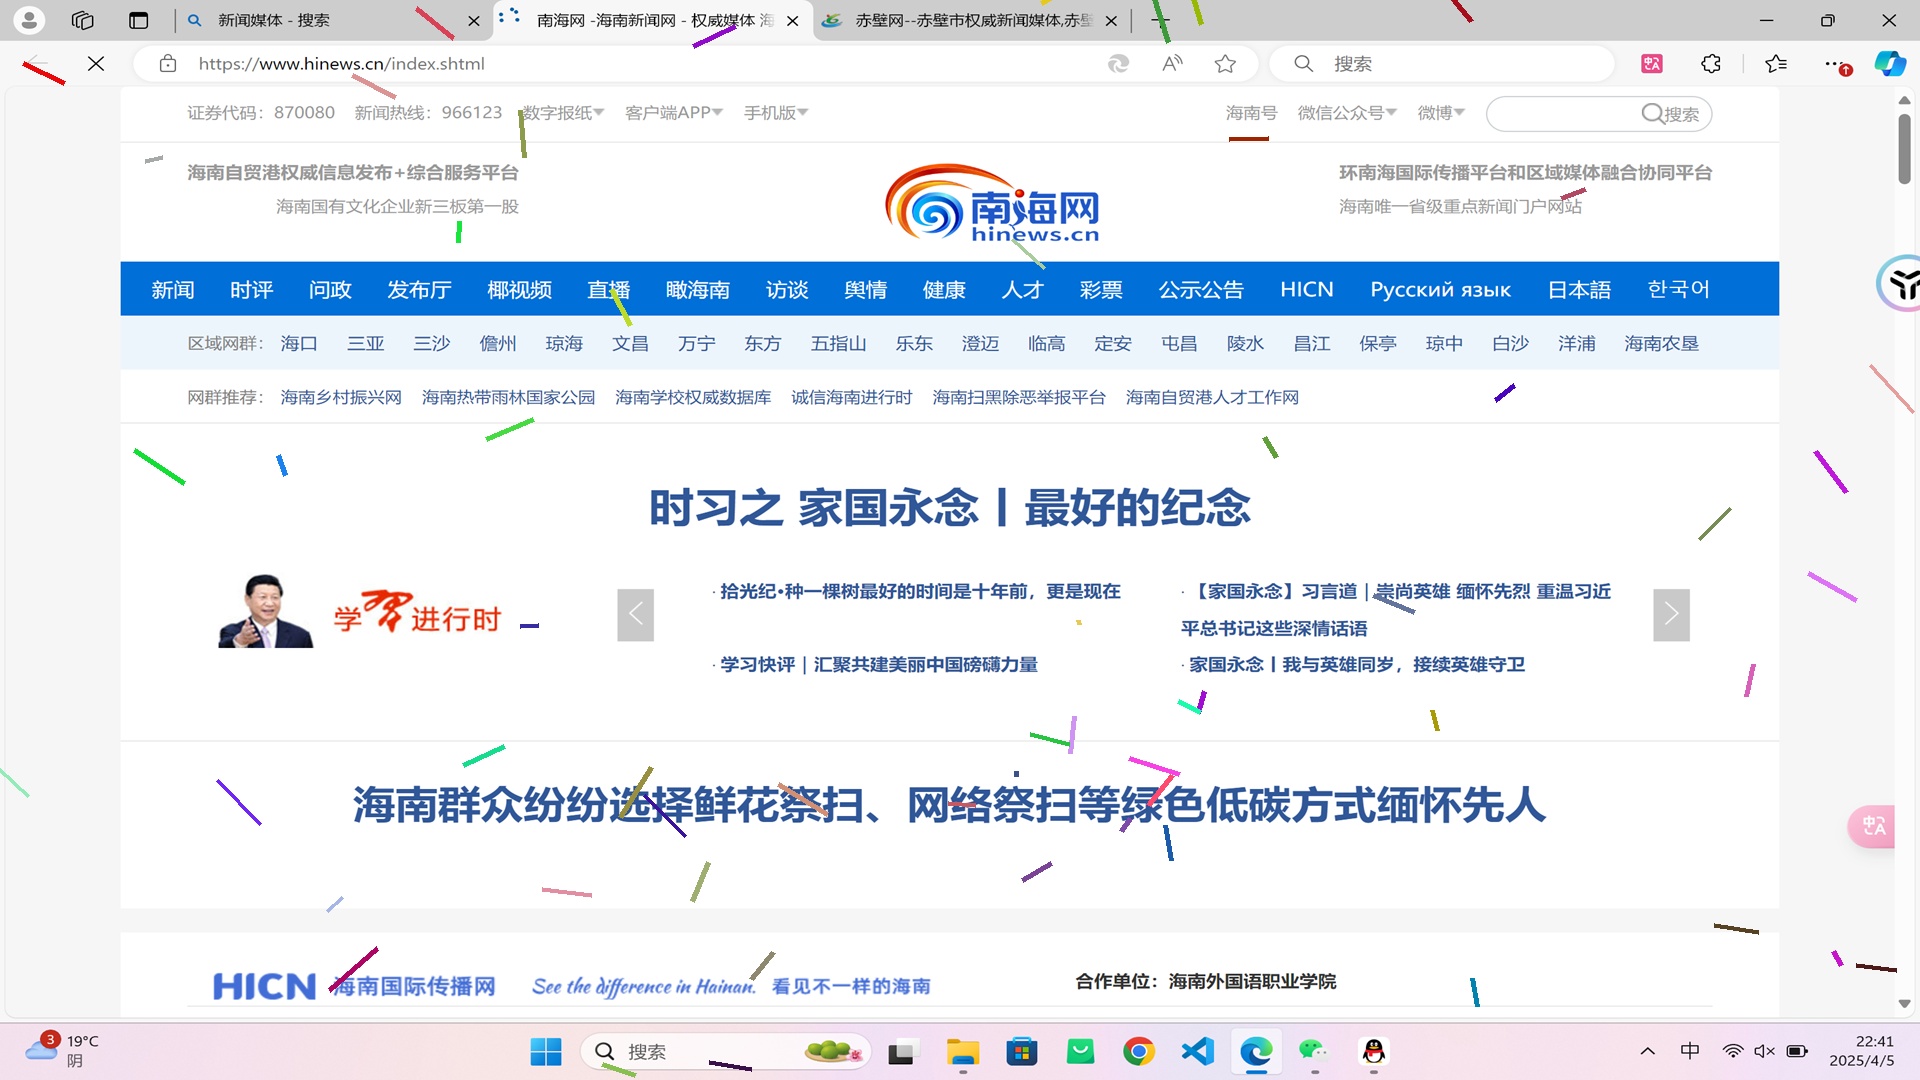 新闻媒体 - 搜索
南海网 -海南新闻网 - 权威媒体 海
赤壁网--赤壁市权威新闻媒体,赤壁
https://www.hinews.cn/index.shtml
搜索
证券代码：870080 新闻热线：966123 数字报纸 客户端APP 手机版
海南号 微信公众号 微博 搜索
海南自贸港权威信息发布+综合服务平台
海南国有文化企业新三板第一股
南海网
hinews.cn
环南海国际传播平台和区域媒体融合协同平台
海南唯一省级重点新闻门户网站
新闻 时评 问政 发布厅 椰视频 直播 瞰海南 访谈 舆情 健康 人才 彩票 公示公告 HICN Русский язык 日本語 한국어
区域网群： 海口 三亚 三沙 儋州 琼海 文昌 万宁 东方 五指山 乐东 澄迈 临高 定安 屯昌 陵水 昌江 保亭 琼中 白沙 洋浦 海南农垦
网群推荐： 海南乡村振兴网 海南热带雨林国家公园 海南学校权威数据库 诚信海南进行时 海南扫黑除恶举报平台 海南自贸港人才工作网
时习之 家国永念丨最好的纪念
学习进行时
· 拾光纪·种一棵树最好的时间是十年前，更是现在
· 【家国永念】习言道｜崇尚英雄 缅怀先烈 重温习近
平总书记这些深情话语
· 学习快评｜汇聚共建美丽中国磅礴力量
· 家国永念丨我与英雄同岁，接续英雄守卫
海南群众纷纷选择鲜花祭扫、网络祭扫等绿色低碳方式缅怀先人
HICN 海南国际传播网 See the difference in Hainan. 看见不一样的海南
合作单位：海南外国语职业学院
3
19°C
阴
搜索
中
22:41
2025/4/5